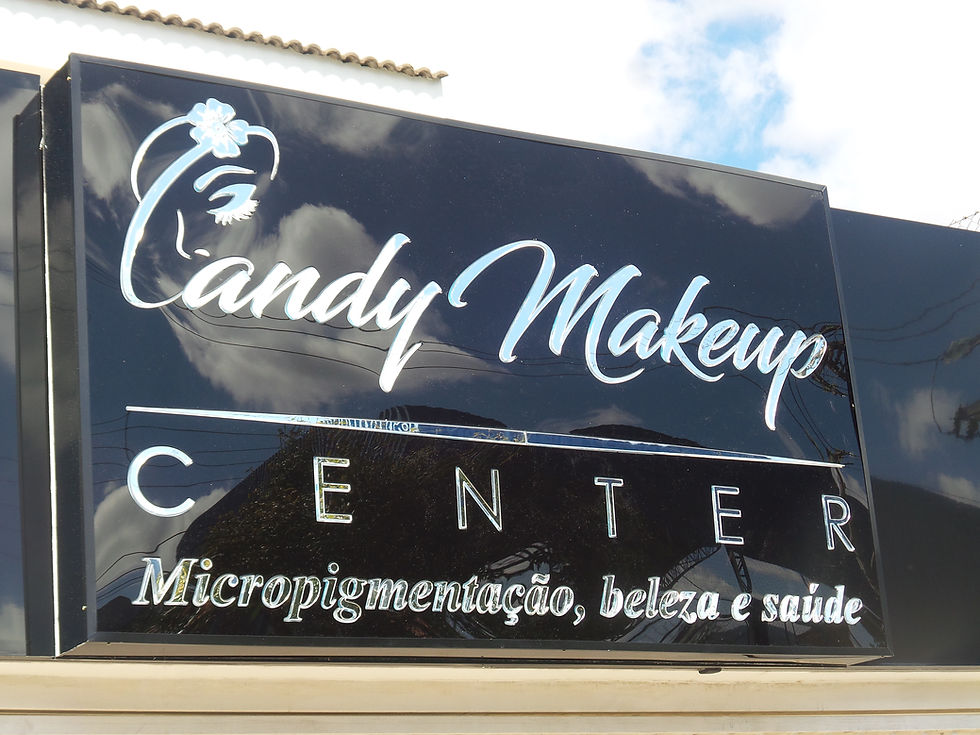 Candy Makeup
CENTER
Micropigmentação, beleza e saúde